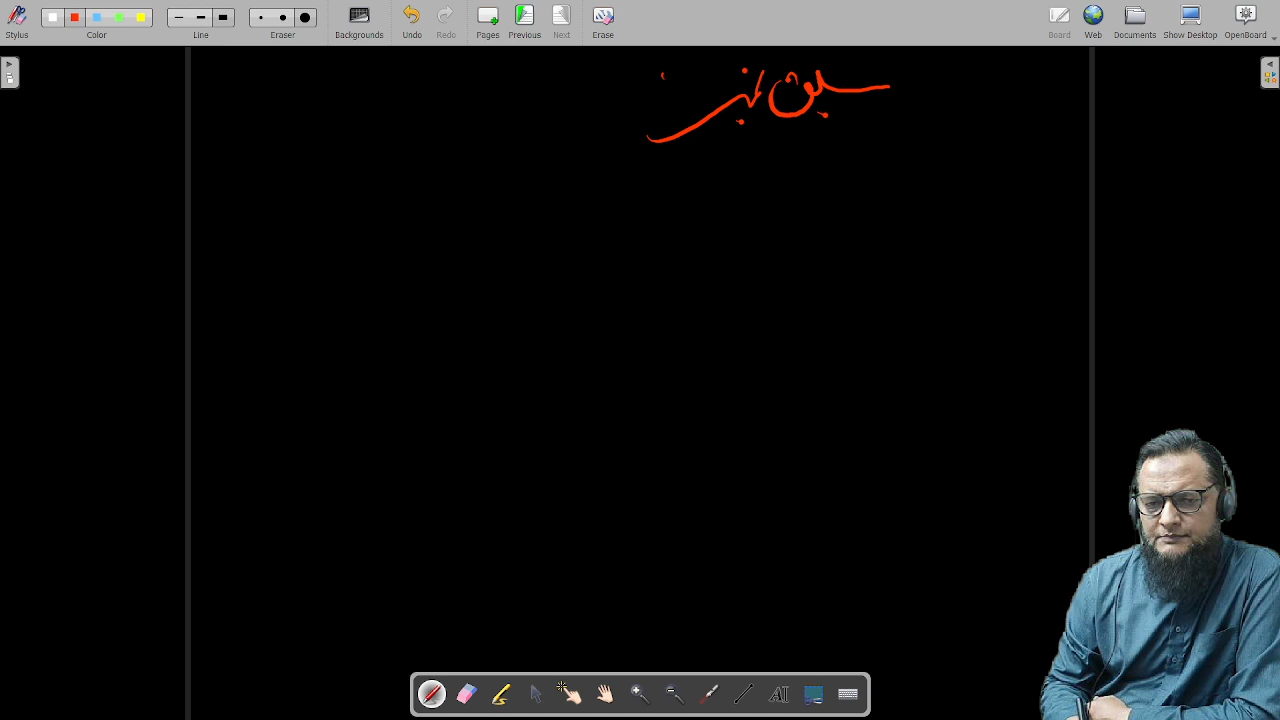 Stylus Color Line Eraser Backgrounds Undo Redo Pages Previous Next Erase Board Web Documents Show Desktop OpenBoard
سبق نمبر
AI